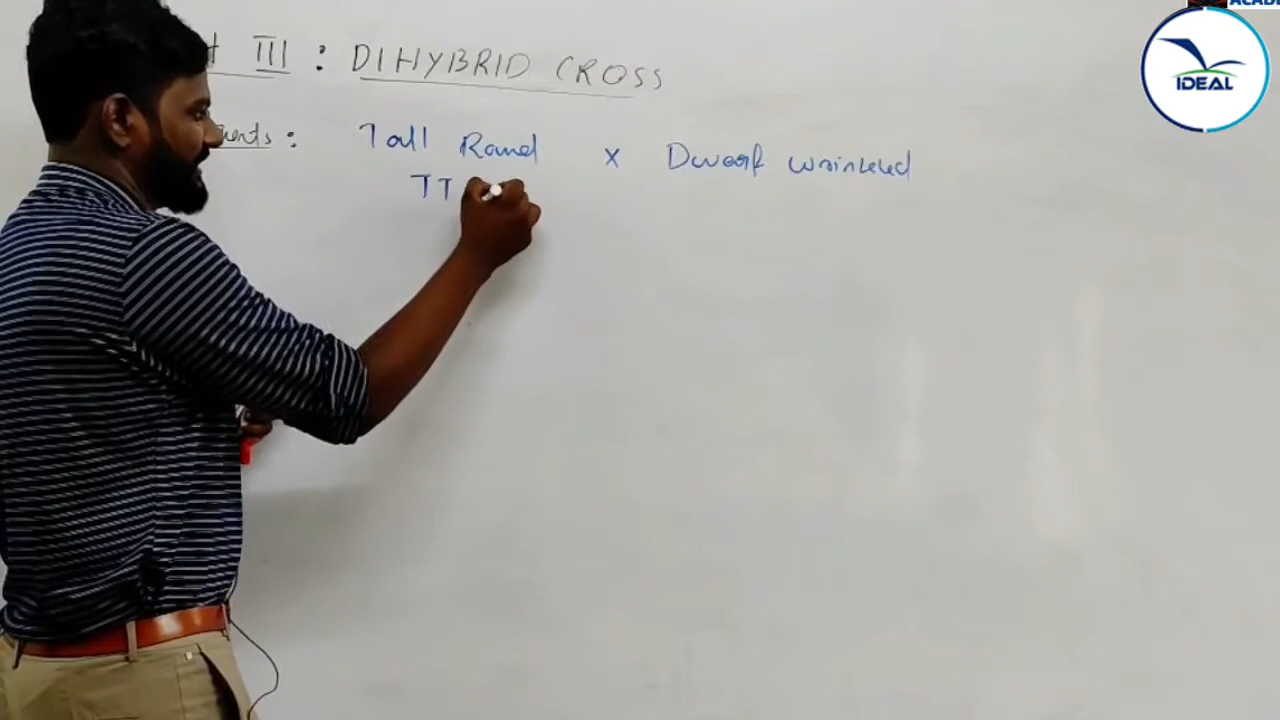 III : DIHYBRID CROSS
: Tall Round x Dwarf wrinkled
TT
IDEAL